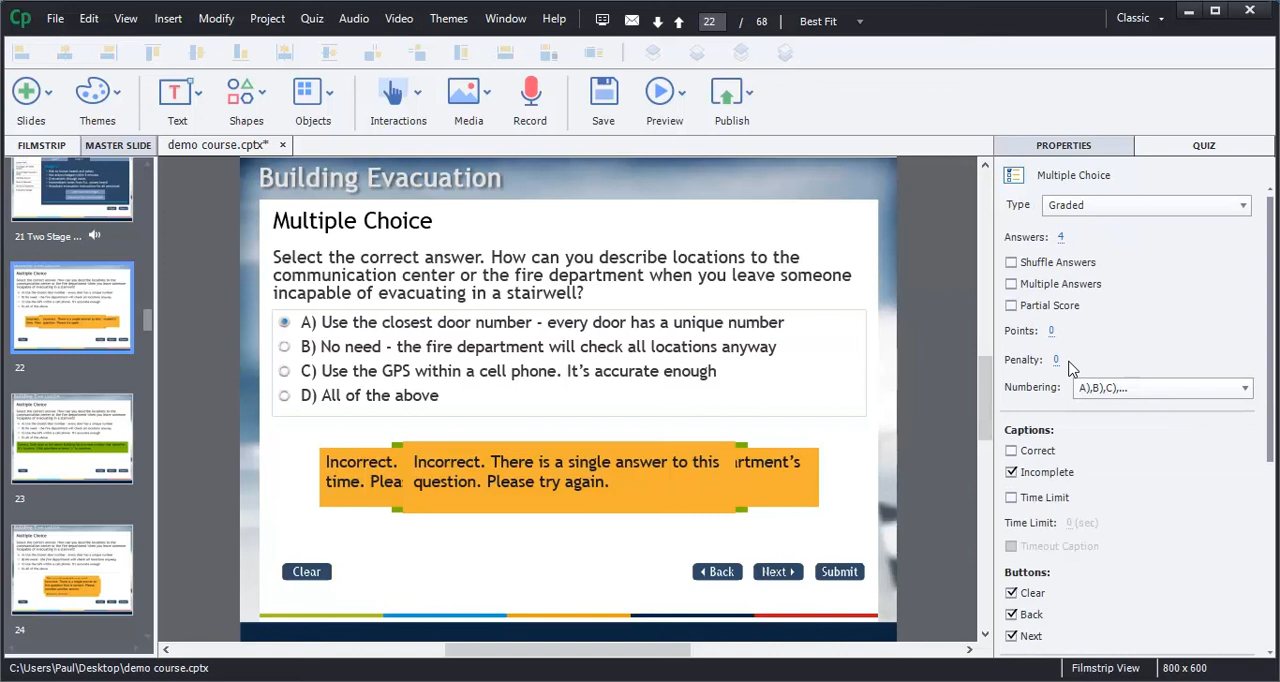 Cp File Edit View Insert Modify Project Quiz Audio Video Themes Window Help 22 / 68 Best Fit Classic
Slides Themes Text Shapes Objects Interactions Media Record Save Preview Publish
FILMSTRIP MASTER SLIDE demo course.cptx* × PROPERTIES QUIZ
21 Two Stage ...
22
23
24
Building Evacuation
Multiple Choice
Select the correct answer. How can you describe locations to the
communication center or the fire department when you leave someone
incapable of evacuating in a stairwell?
A) Use the closest door number - every door has a unique number
B) No need - the fire department will check all locations anyway
C) Use the GPS within a cell phone. It's accurate enough
D) All of the above
Incorrect. Incorrect. There is a single answer to this rtment's
time. Plea question. Please try again.
Clear Back Next Submit
Multiple Choice
Type Graded
Answers: 4
Shuffle Answers
Multiple Answers
Partial Score
Points: 0
Penalty: 0
Numbering: A),B),C),...
Captions:
Correct
Incomplete
Time Limit
Time Limit: 0 (sec)
Timeout Caption
Buttons:
Clear
Back
Next
C:\Users\Paul\Desktop\demo course.cptx Filmstrip View 800 x 600